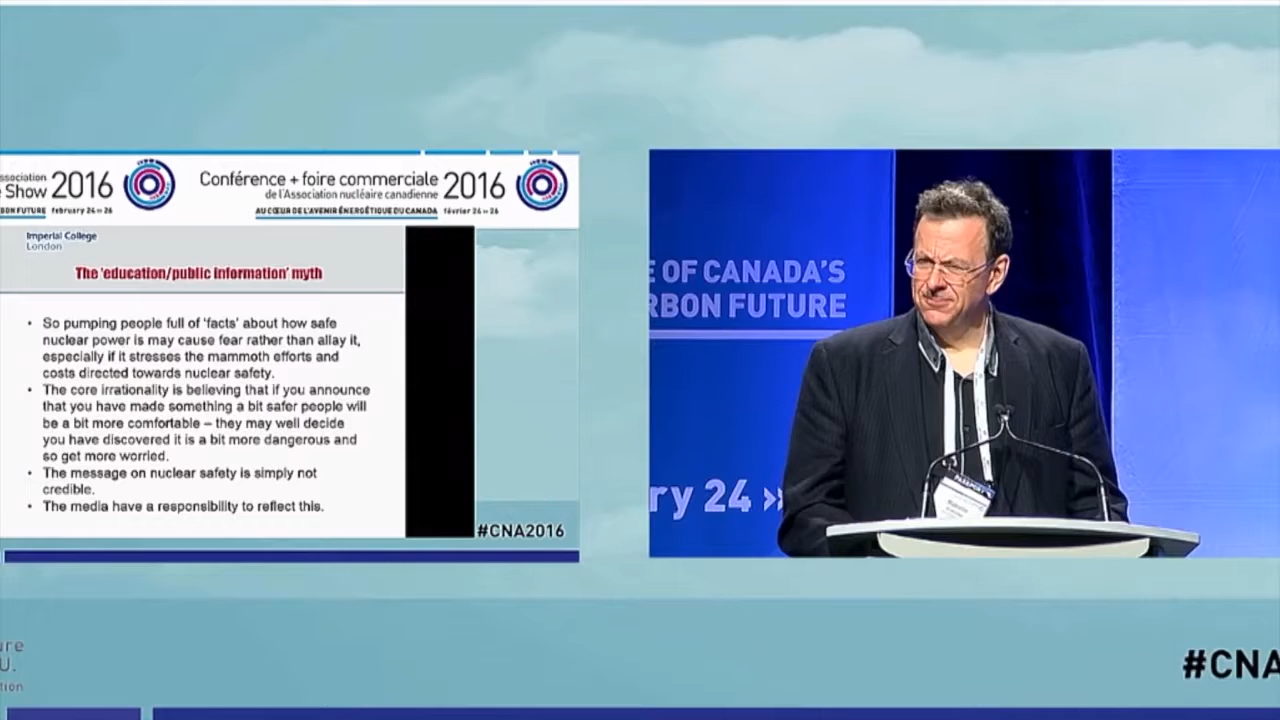 ssociation
Show 2016
BON FUTURE february 24 » 26
Conférence + foire commerciale 2016
de l'Association nucléaire canadienne
AU CŒUR DE L'AVENIR ÉNERGÉTIQUE DU CANADA février 24 » 26
Imperial College
London
The 'education/public information' myth
• So pumping people full of 'facts' about how safe
nuclear power is may cause fear rather than allay it,
especially if it stresses the mammoth efforts and
costs directed towards nuclear safety.
• The core irrationality is believing that if you announce
that you have made something a bit safer people will
be a bit more comfortable – they may well decide
you have discovered it is a bit more dangerous and
so get more worried.
• The message on nuclear safety is simply not
credible.
• The media have a responsibility to reflect this.
#CNA2016
E OF CANADA'S
RBON FUTURE
ry 24 »
ure
U.
tion
#CNA